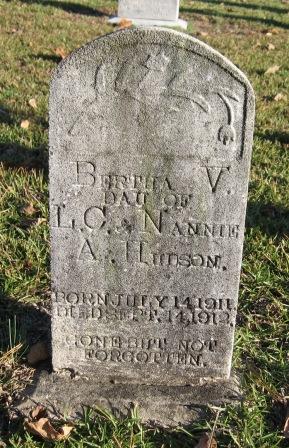 BERTHA V.
DAU OF
L. C. & NANNIE
A. HUDSON.
BORN JULY 14, 1911,
DIED SEPT. 14, 1912.
GONE BUT NOT
FORGOTTEN.